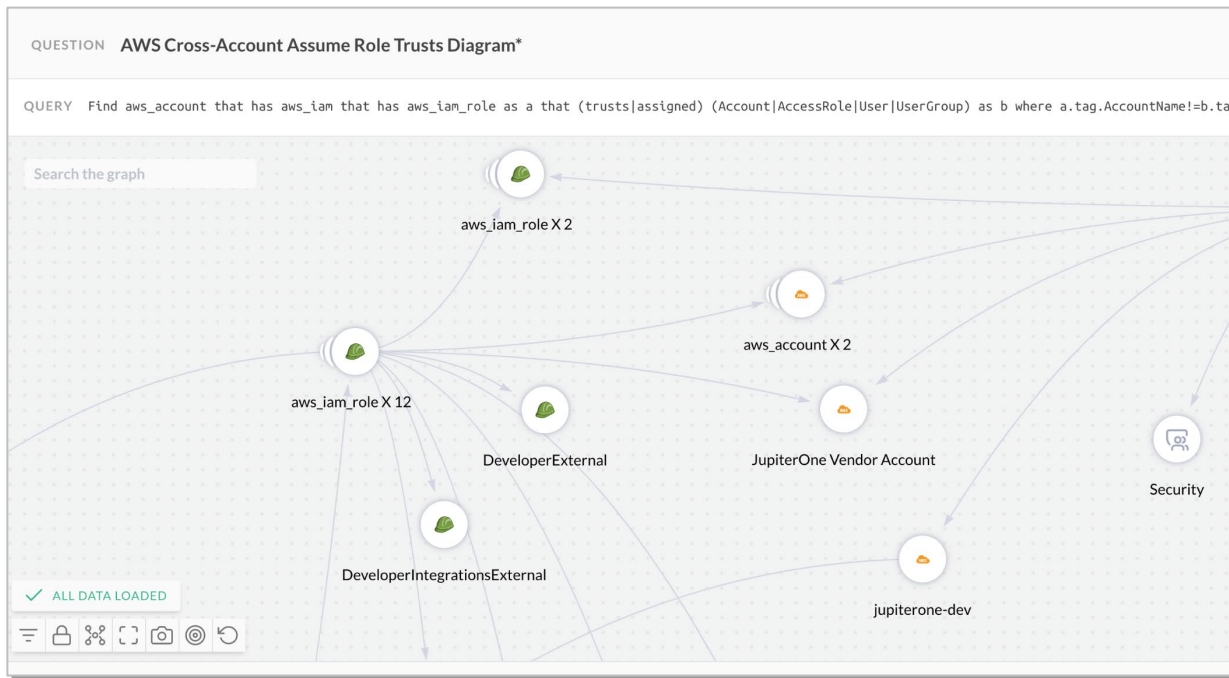 QUESTION AWS Cross-Account Assume Role Trusts Diagram*
QUERY Find aws_account that has aws_iam that has aws_iam_role as a that (trusts|assigned) (Account|AccessRole|User|UserGroup) as b where a.tag.AccountName!=b.ta
Search the graph
aws_iam_role X 2
aws_account X 2
aws_iam_role X 12
DeveloperExternal
JupiterOne Vendor Account
Security
DeveloperIntegrationsExternal
ALL DATA LOADED
jupiterone-dev